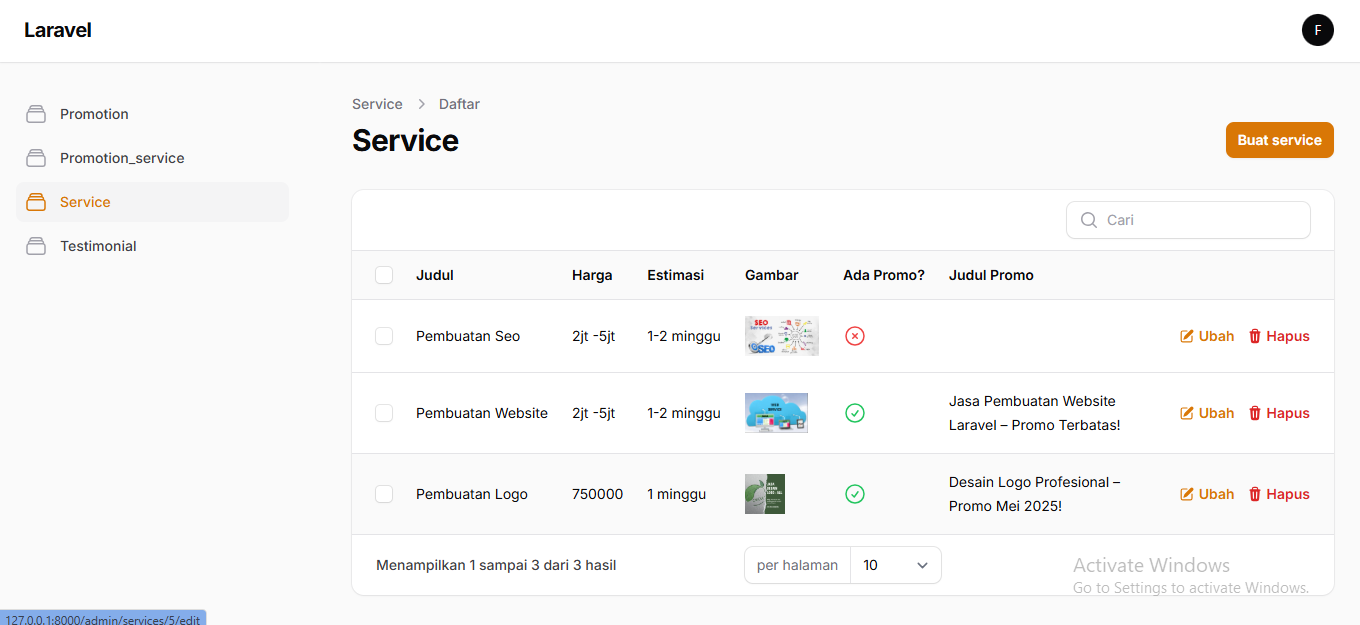 Laravel
F
Promotion
Promotion_service
Service
Testimonial
Service > Daftar
Service
Buat service
Cari
Judul Harga Estimasi Gambar Ada Promo? Judul Promo
Pembuatan Seo 2jt -5jt 1-2 minggu Ubah Hapus
SEO
Services
SEO
Pembuatan Website 2jt -5jt 1-2 minggu Jasa Pembuatan Website
Laravel – Promo Terbatas! Ubah Hapus
Pembuatan Logo 750000 1 minggu Desain Logo Profesional –
Promo Mei 2025! Ubah Hapus
Menampilkan 1 sampai 3 dari 3 hasil
per halaman 10
Activate Windows
Go to Settings to activate Windows.
127.0.0.1:8000/admin/services/5/edit